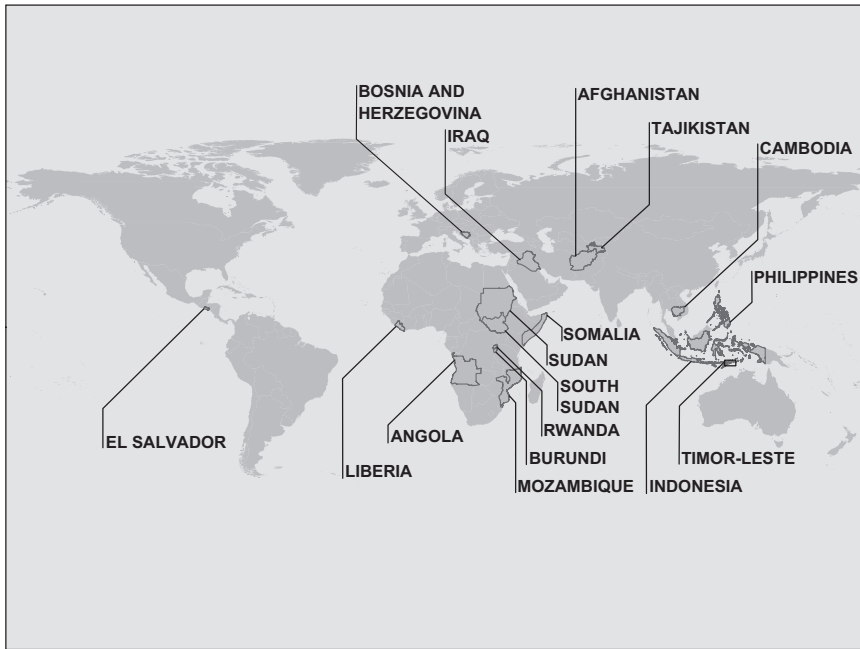 BOSNIA AND
HERZEGOVINA
IRAQ
AFGHANISTAN
TAJIKISTAN
CAMBODIA
PHILIPPINES
SOMALIA
SUDAN
SOUTH
SUDAN
RWANDA
BURUNDI
MOZAMBIQUE
ANGOLA
LIBERIA
EL SALVADOR
TIMOR-LESTE
INDONESIA